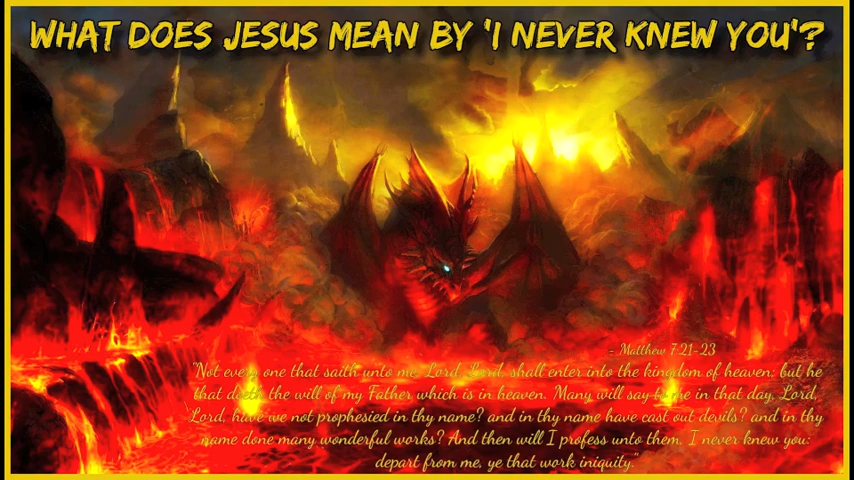 WHAT DOES JESUS MEAN BY 'I NEVER KNEW YOU'?
- Matthew 7:21-23
"Not every one that saith unto me, Lord, Lord, shall enter into the kingdom of heaven; but he
that doeth the will of my Father which is in heaven. Many will say to me in that day, Lord,
Lord, have we not prophesied in thy name? and in thy name have cast out devils? and in thy
name done many wonderful works? And then will I profess unto them, I never knew you:
depart from me, ye that work iniquity."